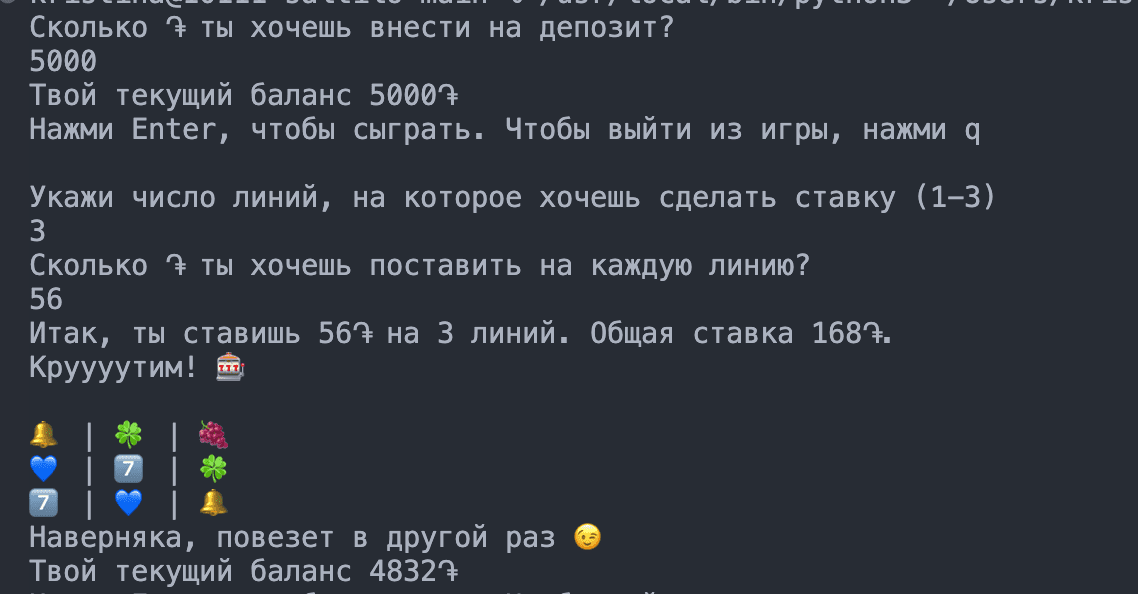 Сколько ֏ ты хочешь внести на депозит?
5000
Твой текущий баланс 5000֏
Нажми Enter, чтобы сыграть. Чтобы выйти из игры, нажми q
Укажи число линий, на которое хочешь сделать ставку (1–3)
3
Сколько ֏ ты хочешь поставить на каждую линию?
56
Итак, ты ставишь 56֏ на 3 линий. Общая ставка 168֏.
Круууутим! 🎰
🔔 | 🍀 | 🍇
💙 | 7️⃣ | 🍀
7️⃣ | 💙 | 🔔
Наверняка, повезет в другой раз 😉
Твой текущий баланс 4832֏